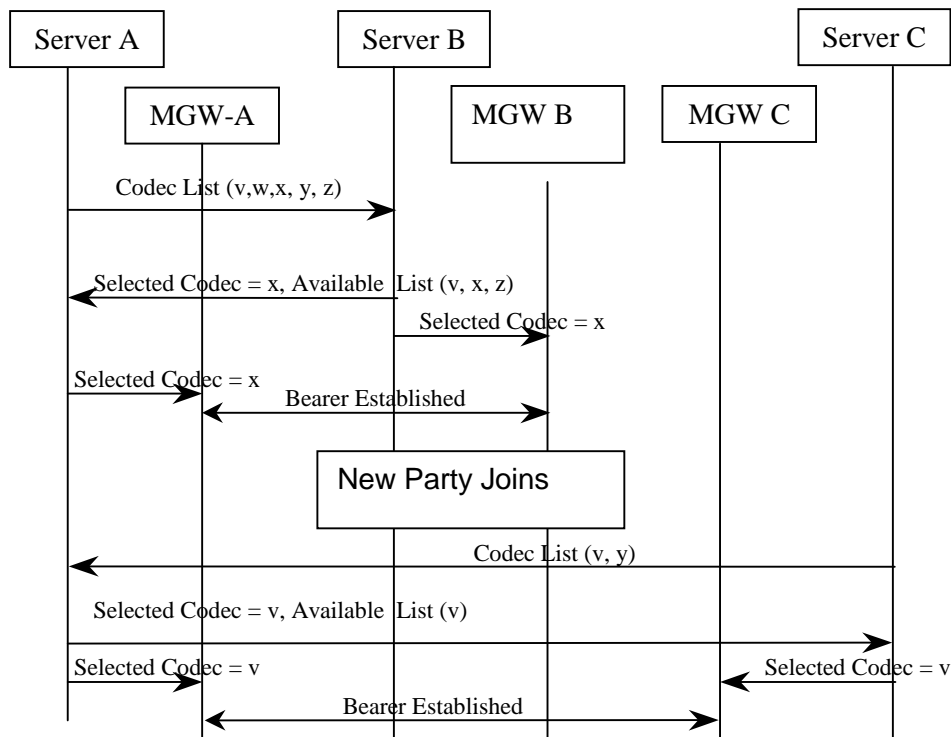 Server A
Server B
Server C
MGW-A
MGW B
MGW C
Codec List (v,w,x, y, z)
Selected Codec = x, Available List (v, x, z)
Selected Codec = x
Selected Codec = x
Bearer Established
New Party Joins
Codec List (v, y)
Selected Codec = v, Available List (v)
Selected Codec = v
Selected Codec = v
Bearer Established